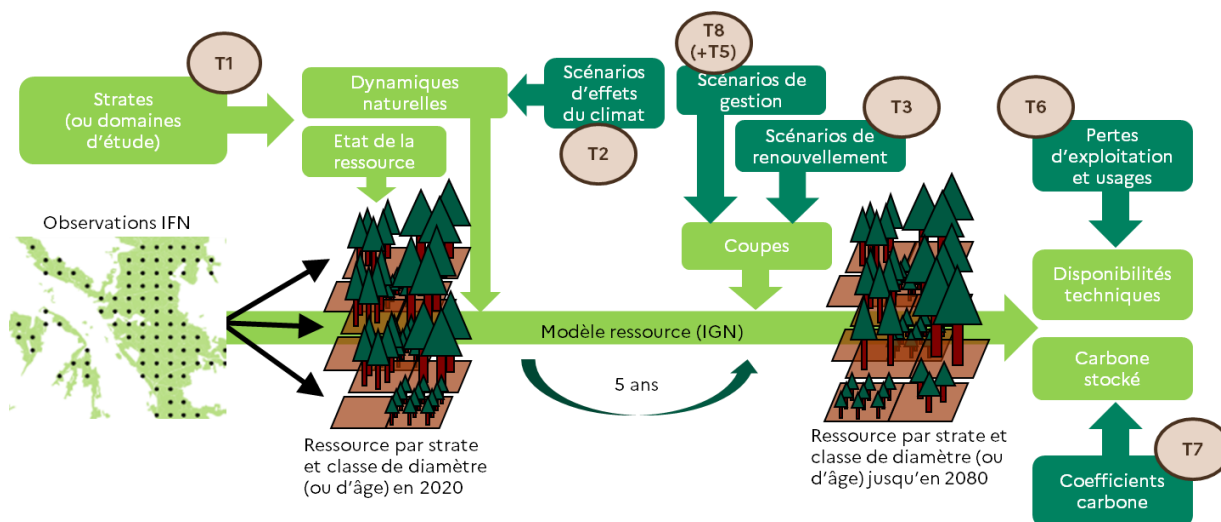 T1
Strates
(ou domaines
d'étude)
Dynamiques
naturelles
Etat de la
ressource
Scénarios
d'effets
du climat
T2
T8
(+T5)
Scénarios de
gestion
T3
Scénarios de
renouvellement
T6
Pertes
d'exploitation
et usages
Observations IFN
Coupes
Disponibilités
techniques
Modèle ressource (IGN)
5 ans
Carbone
stocké
Ressource par strate
et classe de diamètre
(ou d'âge) en 2020
Ressource par strate et
classe de diamètre (ou
d'âge) jusqu'en 2080
T7
Coefficients
carbone